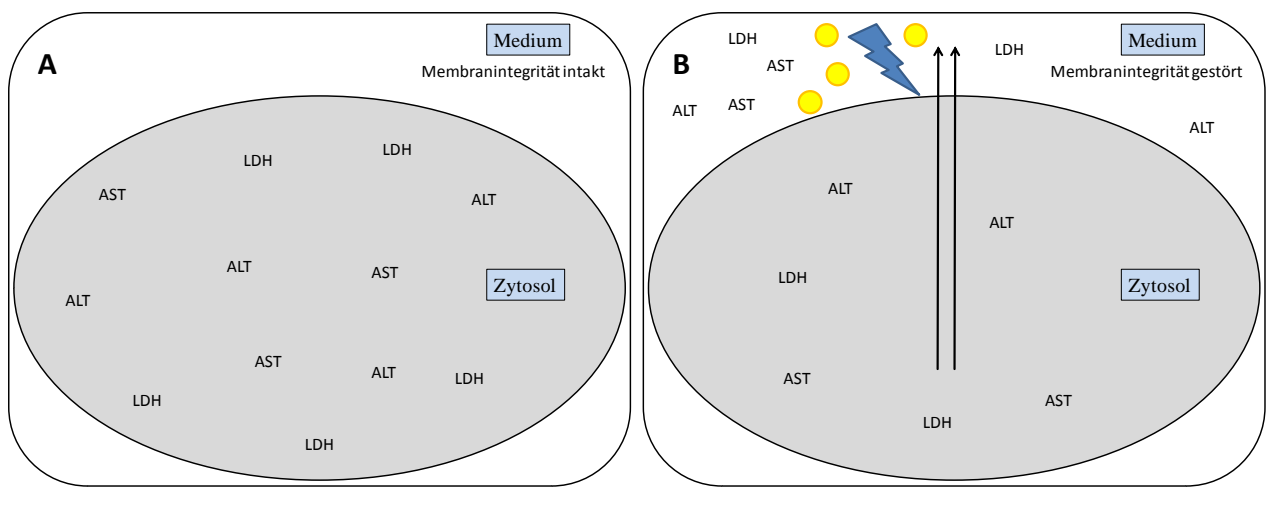 A
Medium
Membranintegrität intakt
LDH
LDH
AST
ALT
ALT
AST
Zytosol
ALT
AST
ALT
LDH
LDH
LDH
B
LDH
LDH
Medium
AST
Membranintegrität gestört
ALT
AST
ALT
ALT
ALT
LDH
Zytosol
AST
AST
LDH